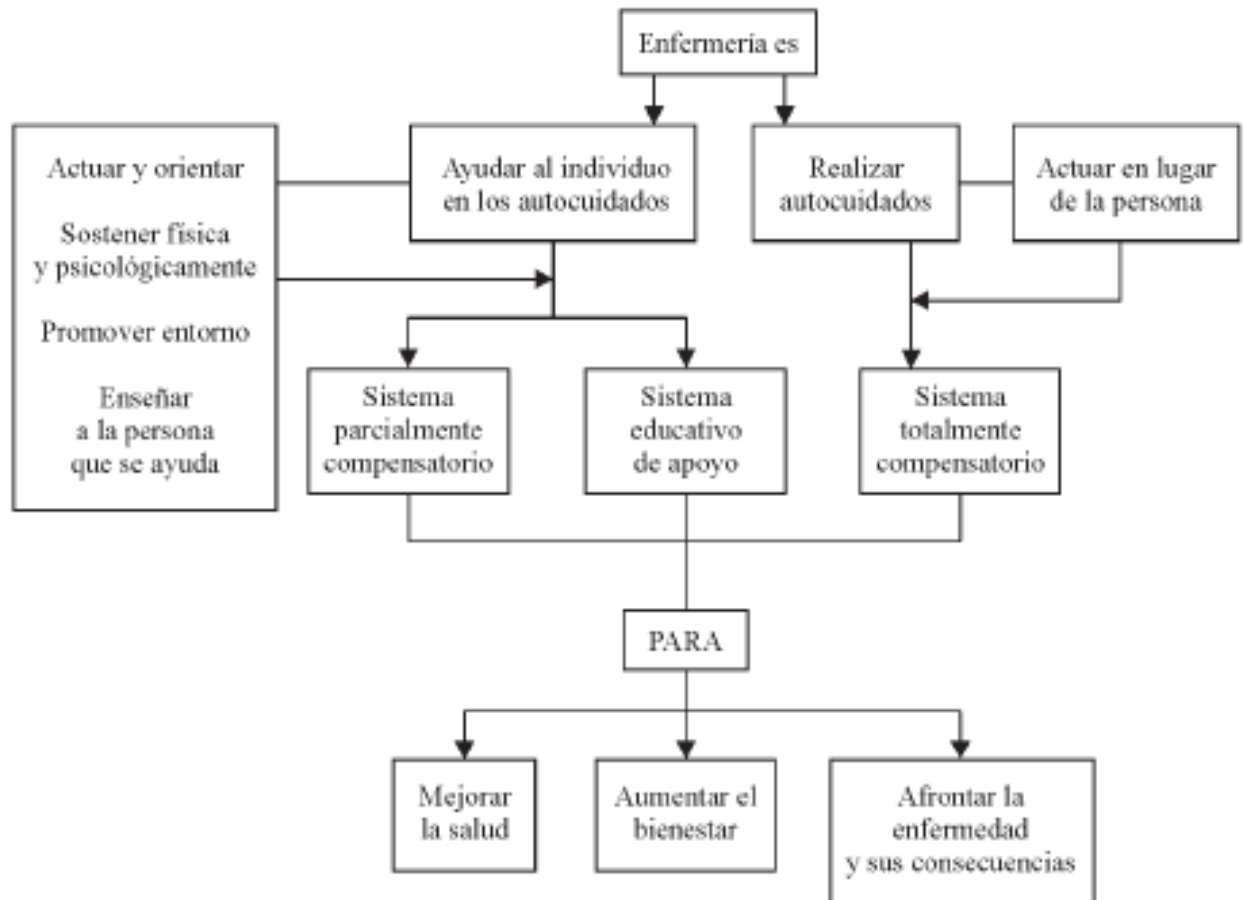 Enfermería es
Actuar y orientar
Sostener física
y psicológicamente
Promover entorno
Enseñar
a la persona
que se ayuda
Ayudar al individuo
en los autocuidados
Realizar
autocuidados
Actuar en lugar
de la persona
Sistema
parcialmente
compensatorio
Sistema
educativo
de apoyo
Sistema
totalmente
compensatorio
PARA
Mejorar
la salud
Aumentar el
bienestar
Afrontar la
enfermedad
y sus consecuencias